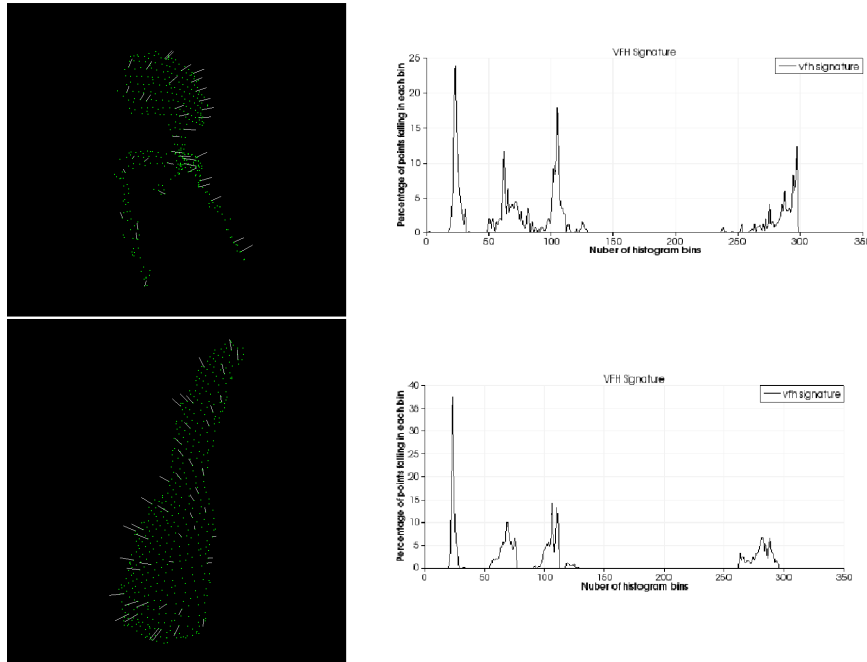 VFH Signature
vfh signature
Percentage of points falling in each bin
25
20
15
10
5
0
0 50 100 150 200 250 300 350
Nuber of histogram bins
VFH Signature
vfh signature
Percentage of points falling in each bin
40
35
30
25
20
15
10
5
0
0 50 100 150 200 250 300 350
Nuber of histogram bins